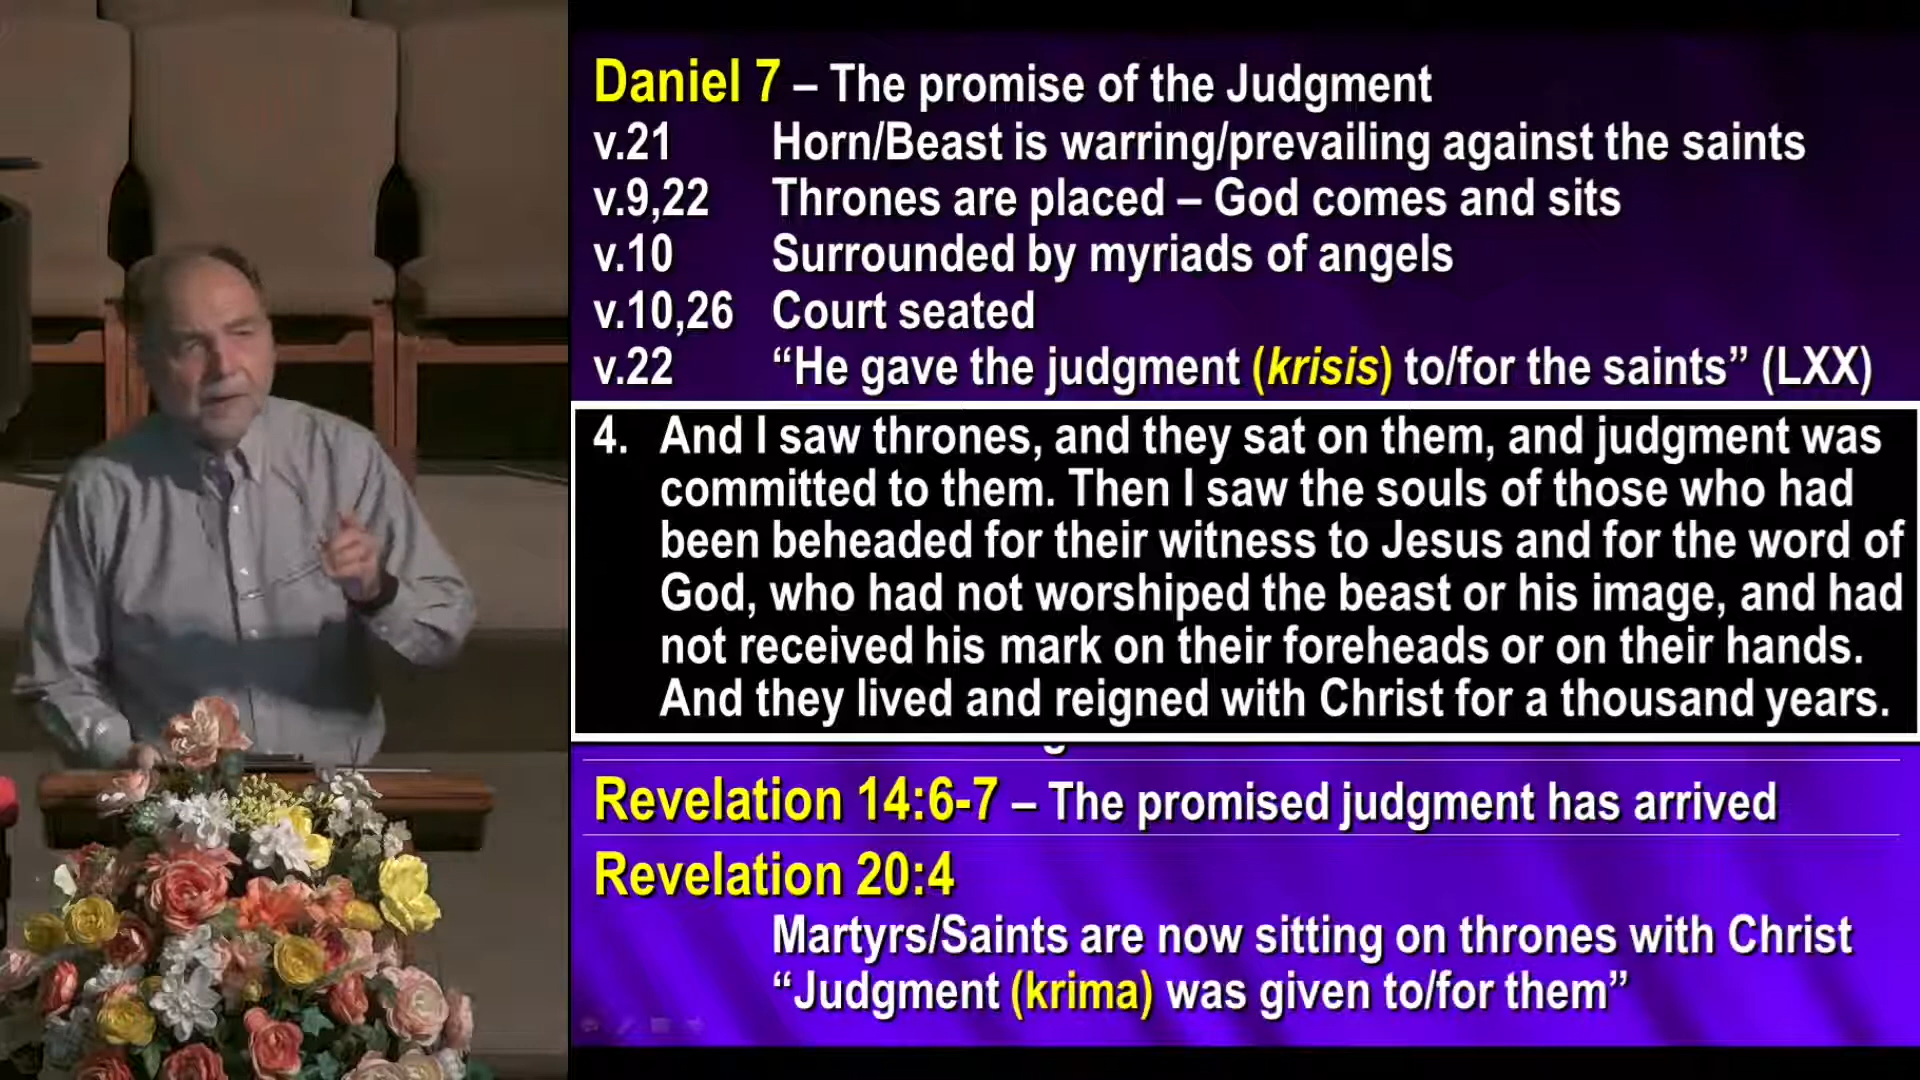 Daniel 7 – The promise of the Judgment
v.21 Horn/Beast is warring/prevailing against the saints
v.9,22 Thrones are placed – God comes and sits
v.10 Surrounded by myriads of angels
v.10,26 Court seated
v.22 “He gave the judgment (krisis) to/for the saints” (LXX)
4. And I saw thrones, and they sat on them, and judgment was
committed to them. Then I saw the souls of those who had
been beheaded for their witness to Jesus and for the word of
God, who had not worshiped the beast or his image, and had
not received his mark on their foreheads or on their hands.
And they lived and reigned with Christ for a thousand years.
Revelation 14:6-7 – The promised judgment has arrived
Revelation 20:4
Martyrs/Saints are now sitting on thrones with Christ
“Judgment (krima) was given to/for them”